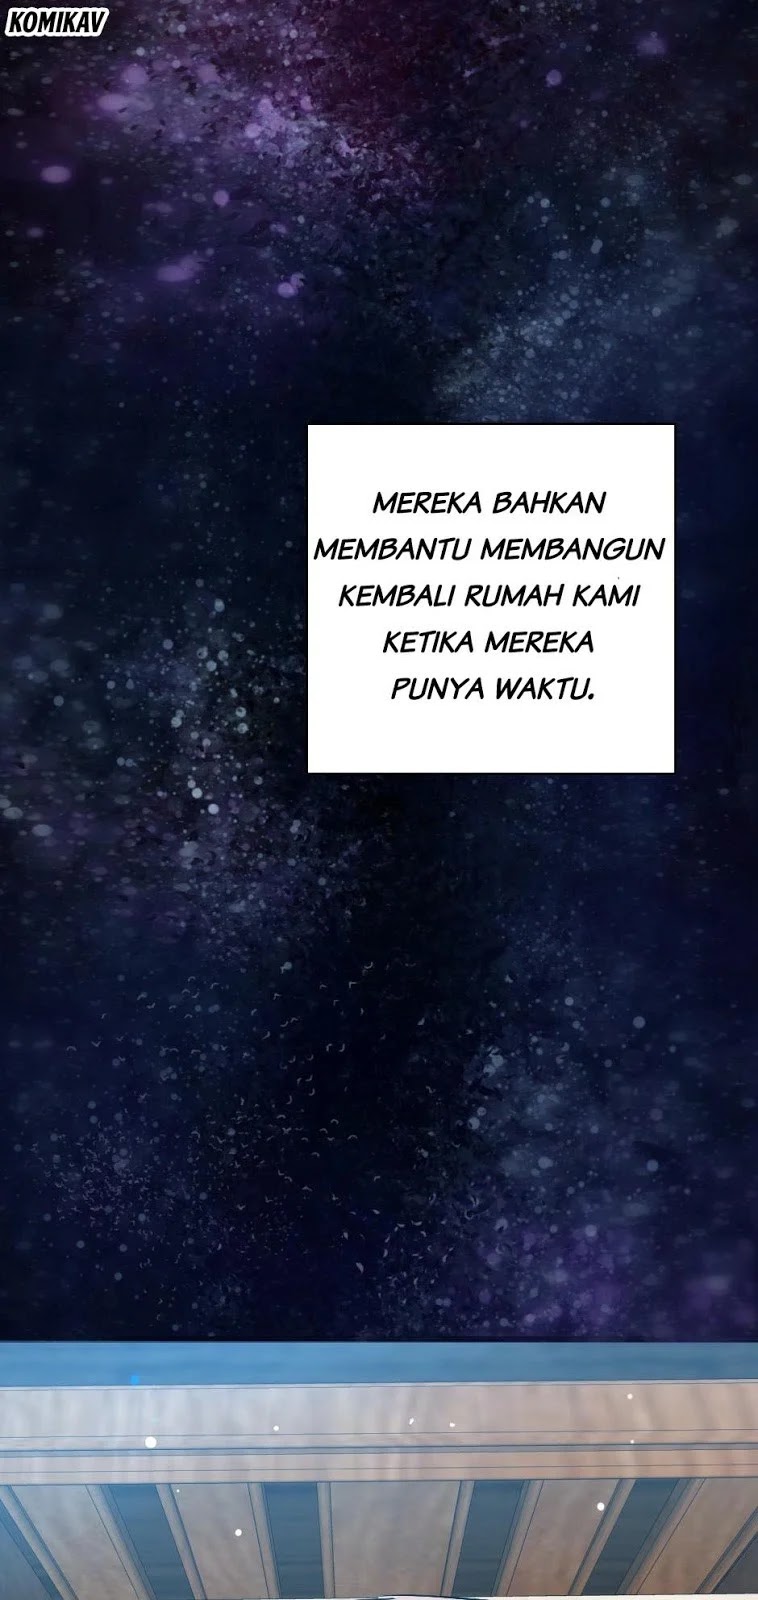 KOMIKAV
MEREKA BAHKAN
MEMBANTU MEMBANGUN
KEMBALI RUMAH KAMI
KETIKA MEREKA
PUNYA WAKTU.